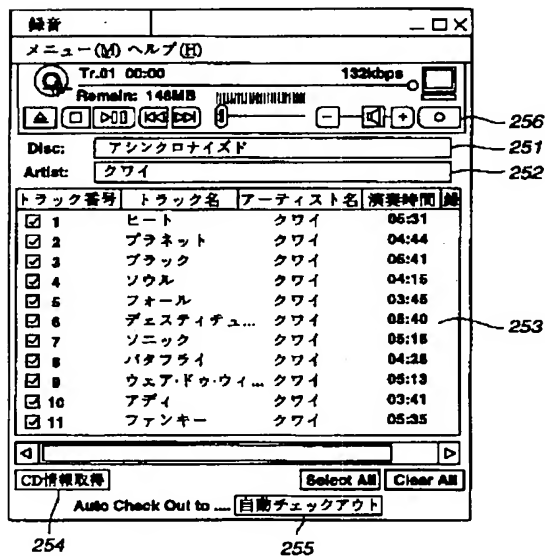 録音
メニュー(M) ヘルプ(H)
Tr.01 00:00 132kbps
Remain: 146MB
256
Disc: アシンクロナイズド 251
Artist: クワイ 252
トラック番号 トラック名 アーティスト名 演奏時間 録
1 ヒート クワイ 05:31
2 プラネット クワイ 04:44
3 ブラック クワイ 05:41
4 ソウル クワイ 04:15
5 フォール クワイ 03:45
6 デェスティチュ... クワイ 05:40 253
7 ソニック クワイ 05:15
8 バタフライ クワイ 04:25
9 ウェア・ドゥ・ウィ... クワイ 05:13
10 アディ クワイ 03:41
11 ファンキー クワイ 05:35
CD情報取得 Select All Clear All
Auto Check Out to .... 自動チェックアウト
254 255